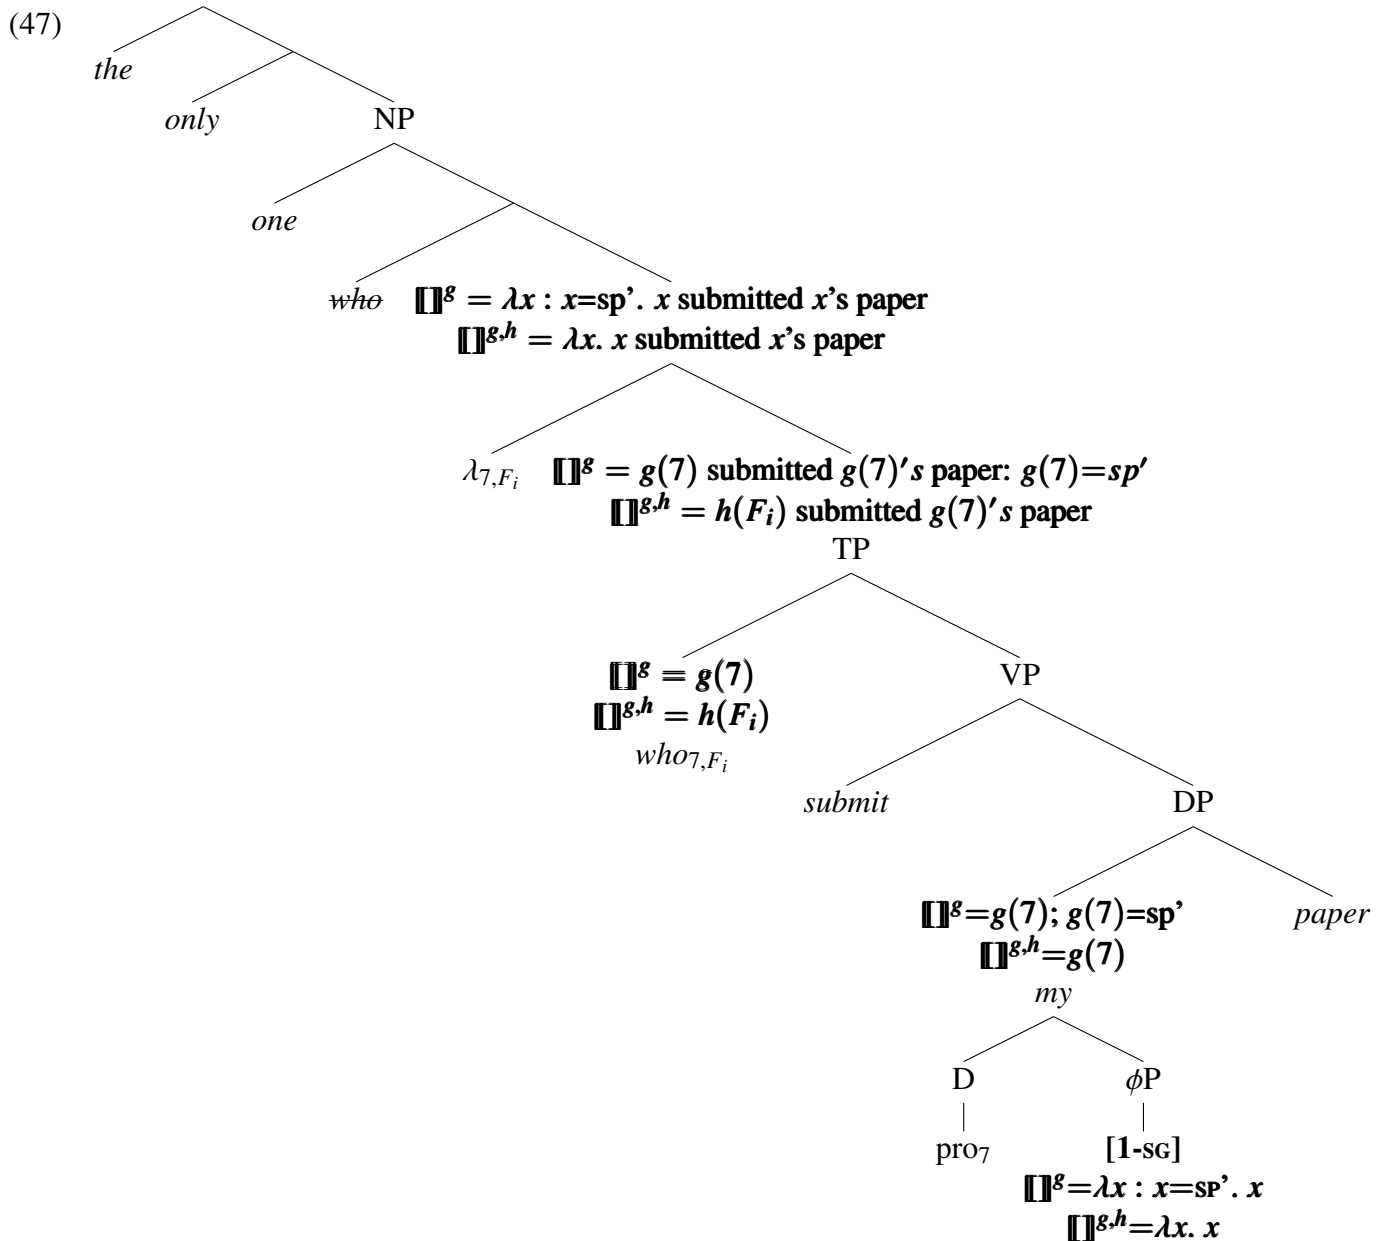 (47)
the
only NP
one
who ⟦⟧^g = λx : x=sp’. x submitted x’s paper
⟦⟧^{g,h} = λx. x submitted x’s paper
λ_{7,F_i} ⟦⟧^g = g(7) submitted g(7)′s paper: g(7)=sp′
⟦⟧^{g,h} = h(F_i) submitted g(7)′s paper
TP
⟦⟧^g = g(7) VP
⟦⟧^{g,h} = h(F_i)
who_{7,F_i}
submit DP
⟦⟧^g=g(7); g(7)=sp’ paper
⟦⟧^{g,h}=g(7)
my
D ϕP
pro₇ [1-SG]
⟦⟧^g=λx : x=SP’. x
⟦⟧^{g,h}=λx. x